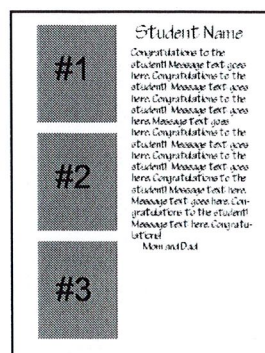 #1
#2
#3
Student Name
Congratulations to the
student! Message text goes
here. Congratulations to the
student! Message text goes
here. Congratulations to the
student! Message text goes
here. Message text goes
here. Congratulations to the
student! Message text goes
here. Congratulations to the
student! Message text goes
here. Congratulations to the
student! Message text here.
Message text goes here. Con-
gratulations to the student!
Message text here. Congratu-
lations!
Mom and Dad